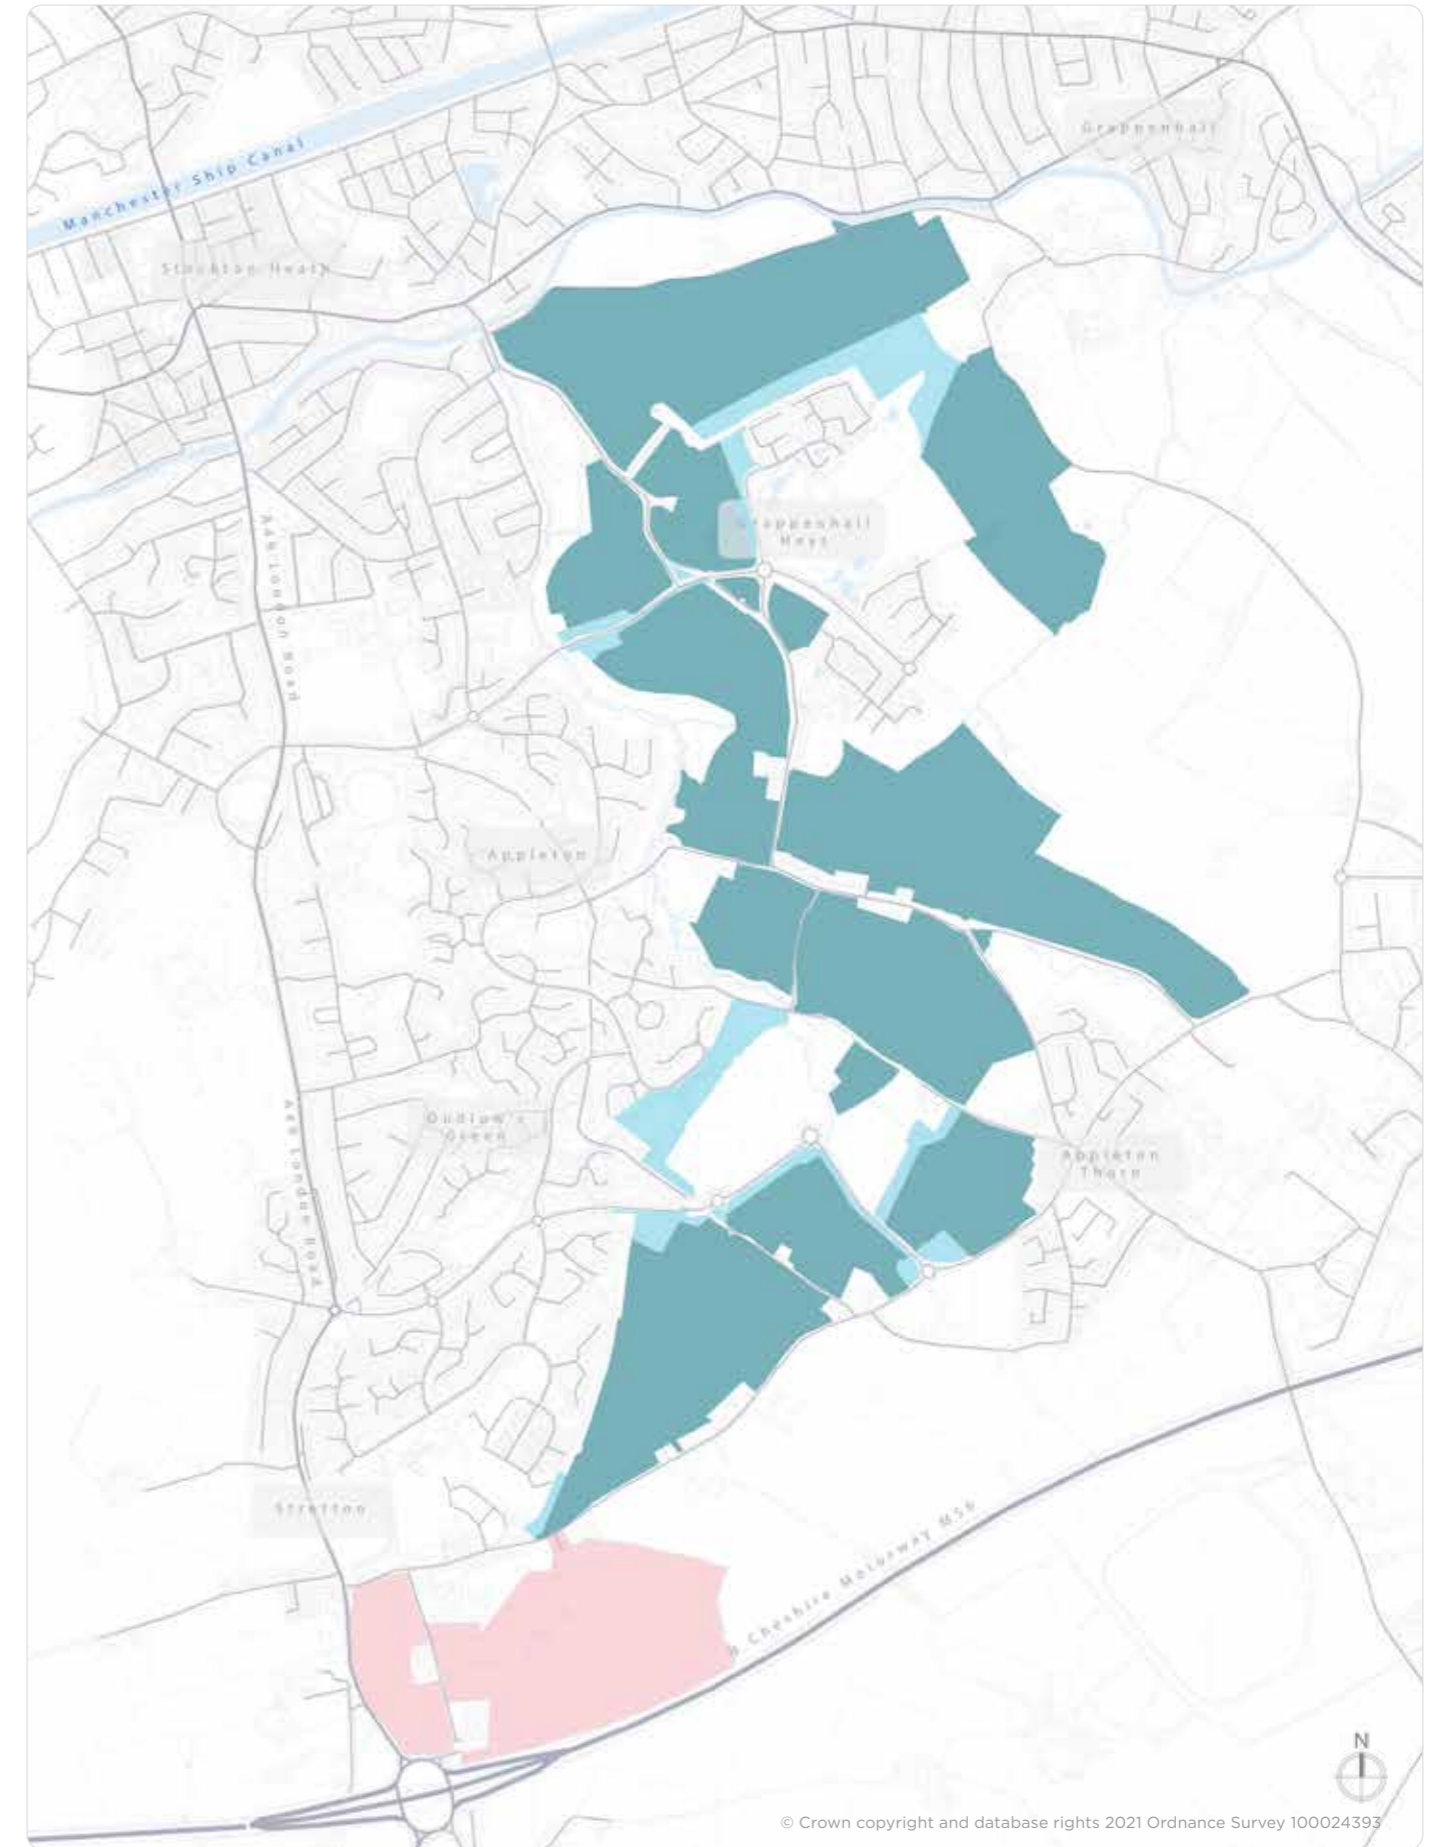 Grappenhall
Manchester Ship Canal
Stockton Heath
Grappenhall
Heys
A49 London Road
Appleton
Dudlow's
Green
Appleton
Thorn
A49 London Road
Stretton
Cheshire Motorway M56
N
© Crown copyright and database rights 2021 Ordnance Survey 100024393